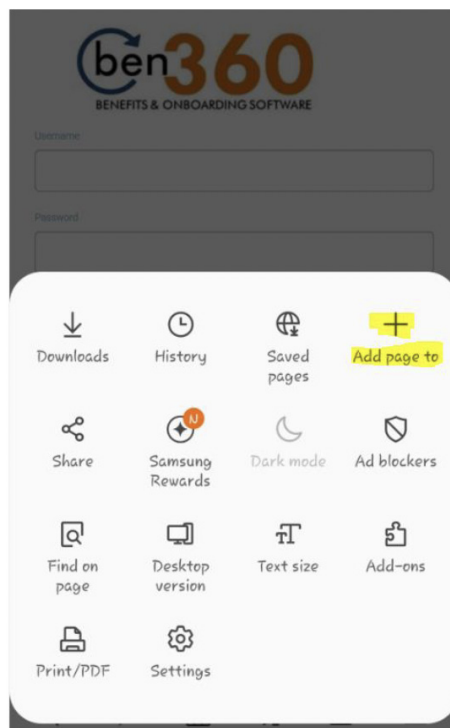 ben360
BENEFITS & ONBOARDING SOFTWARE
Username
Password
Downloads
History
Saved
pages
Add page to
Share
N
Samsung
Rewards
Dark mode
Ad blockers
Find on
page
Desktop
version
Text size
Add-ons
Print/PDF
Settings